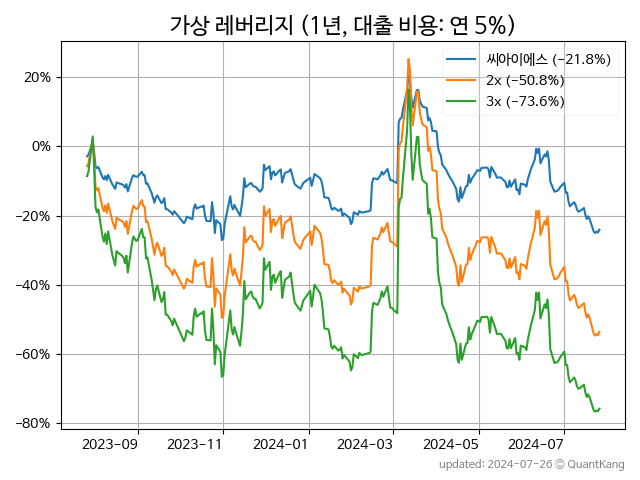 가상 레버리지 (1년, 대출 비용: 연 5%)
씨아이에스 (-21.8%)
2x (-50.8%)
3x (-73.6%)
20%
0%
-20%
-40%
-60%
-80%
2023-09 2023-11 2024-01 2024-03 2024-05 2024-07
updated: 2024-07-26 © QuantKang